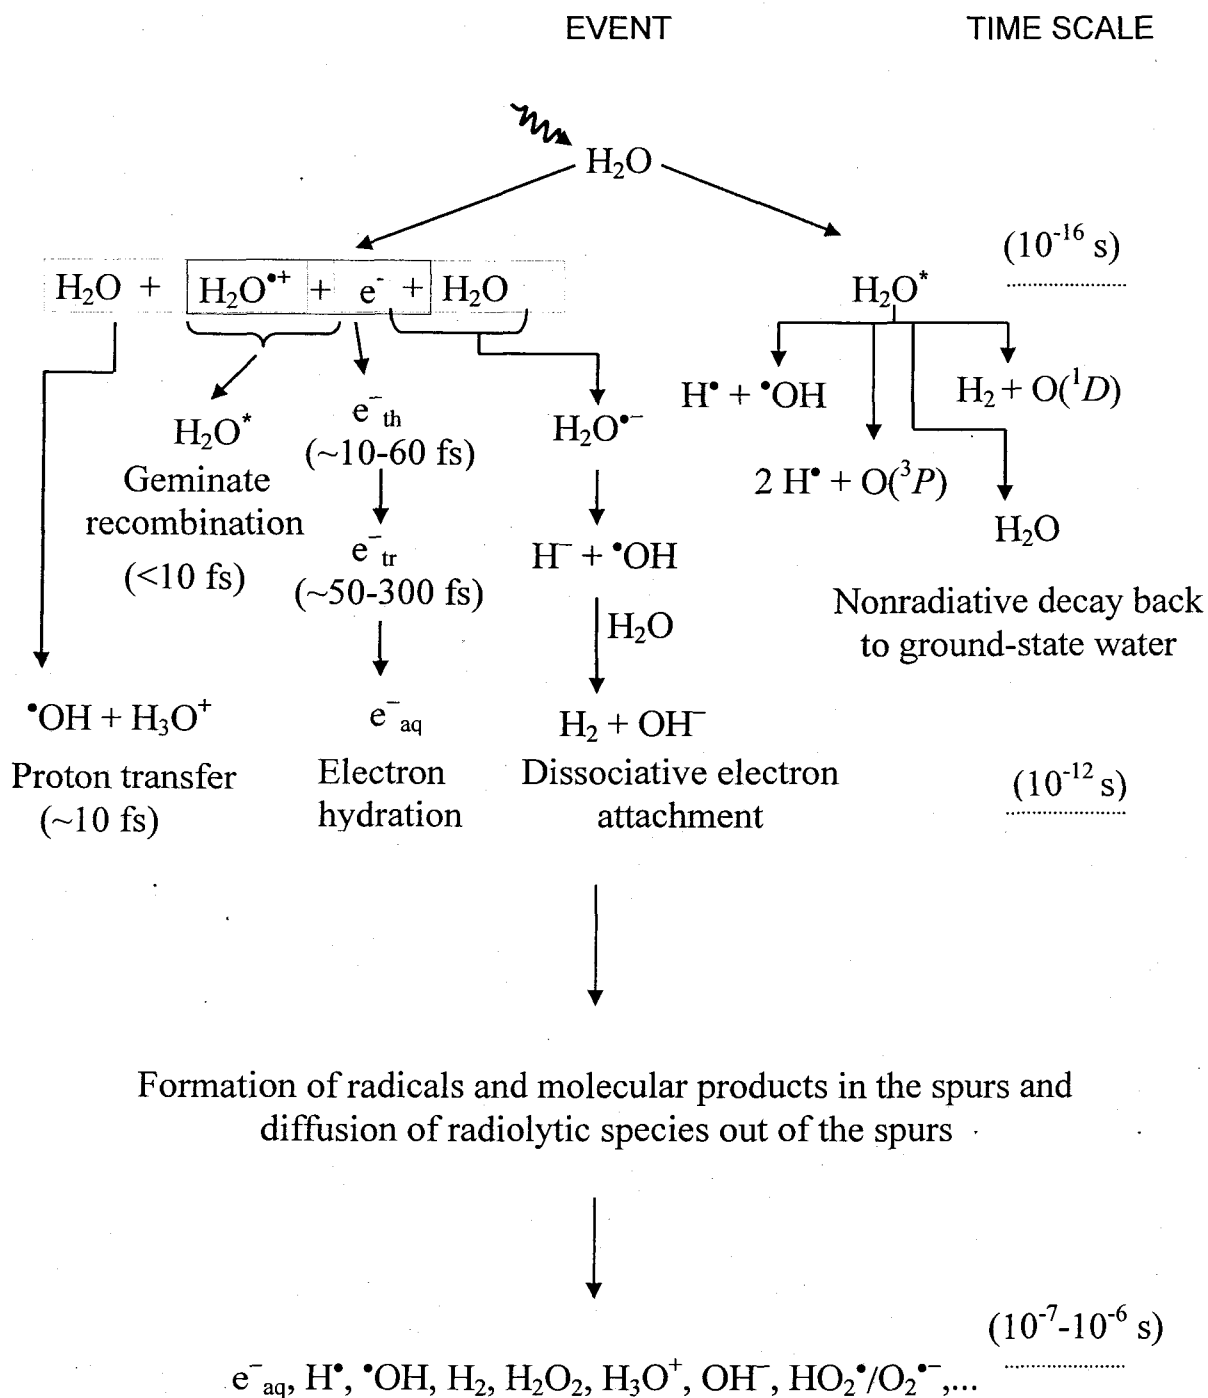 EVENT TIME SCALE
H₂O
(10⁻¹⁶ s)
H₂O + H₂O•⁺ + e⁻ + H₂O
H₂O*
H• + •OH
H₂ + O(¹D)
2 H• + O(³P)
H₂O
Nonradiative decay back
to ground-state water
H₂O*
Geminate
recombination
(<10 fs)
e⁻th
(~10-60 fs)
e⁻tr
(~50-300 fs)
e⁻aq
Electron
hydration
H₂O•⁻
H⁻ + •OH
H₂O
H₂ + OH⁻
Dissociative electron
attachment
•OH + H₃O⁺
Proton transfer
(~10 fs)
(10⁻¹² s)
Formation of radicals and molecular products in the spurs and
diffusion of radiolytic species out of the spurs
(10⁻⁷-10⁻⁶ s)
e⁻aq, H•, •OH, H₂, H₂O₂, H₃O⁺, OH⁻, HO₂•/O₂•⁻,...